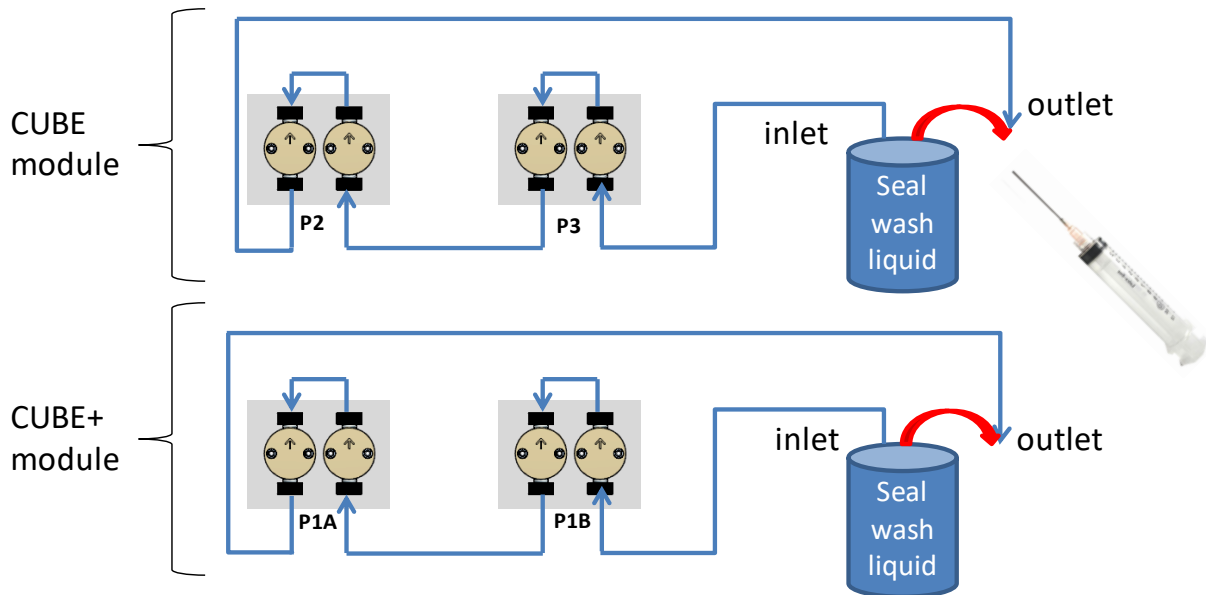 CUBE
module
P2
P3
inlet
outlet
Seal
wash
liquid
CUBE+
module
P1A
P1B
inlet
outlet
Seal
wash
liquid